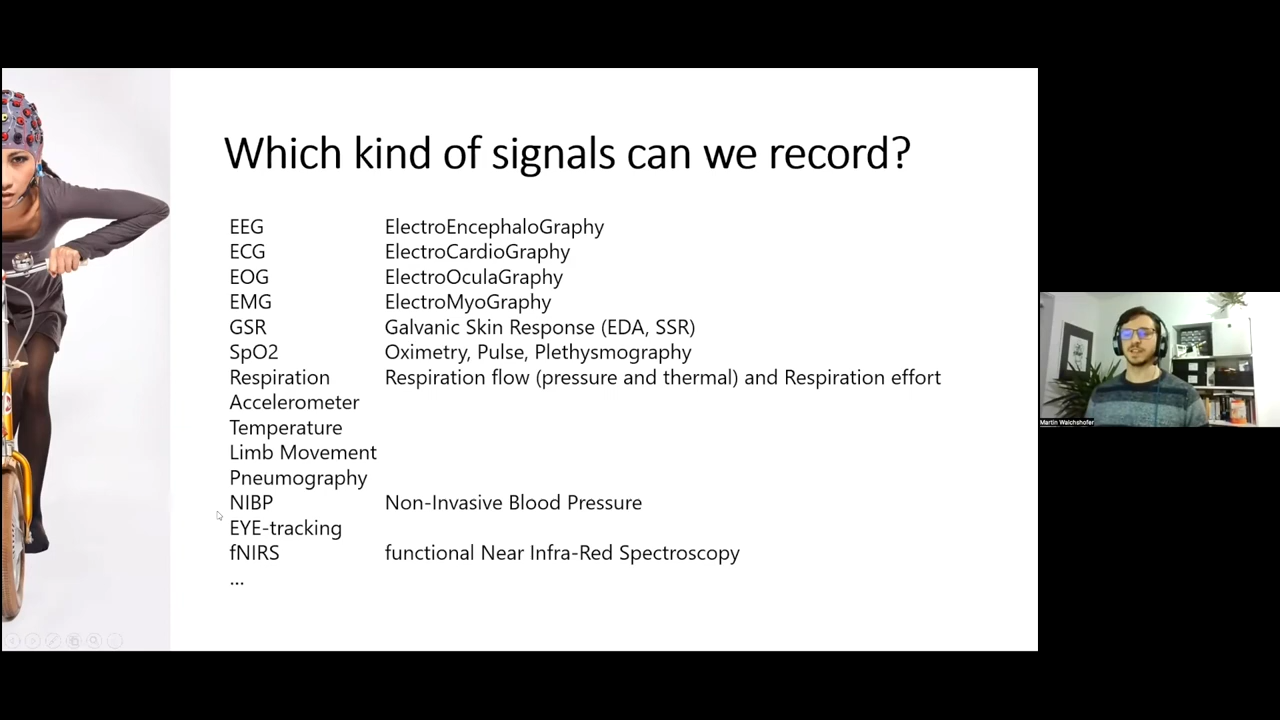 Which kind of signals can we record?
EEG ElectroEncephaloGraphy
ECG ElectroCardioGraphy
EOG ElectroOculaGraphy
EMG ElectroMyoGraphy
GSR Galvanic Skin Response (EDA, SSR)
SpO2 Oximetry, Pulse, Plethysmography
Respiration Respiration flow (pressure and thermal) and Respiration effort
Accelerometer
Temperature
Limb Movement
Pneumography
NIBP Non-Invasive Blood Pressure
EYE-tracking
fNIRS functional Near Infra-Red Spectroscopy
...
Martin Walchshofer